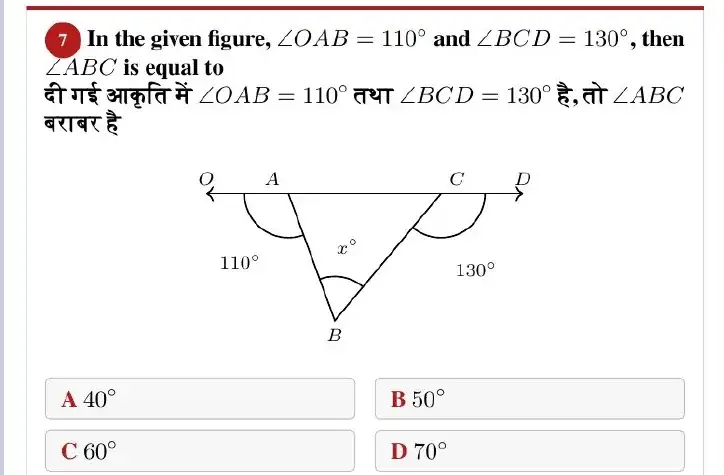 7 In the given figure, ∠OAB = 110° and ∠BCD = 130°, then
∠ABC is equal to
दी गई आकृति में ∠OAB = 110° तथा ∠BCD = 130° है, तो ∠ABC
बराबर है
O A C D
x°
110° 130°
B
A 40° B 50°
C 60° D 70°